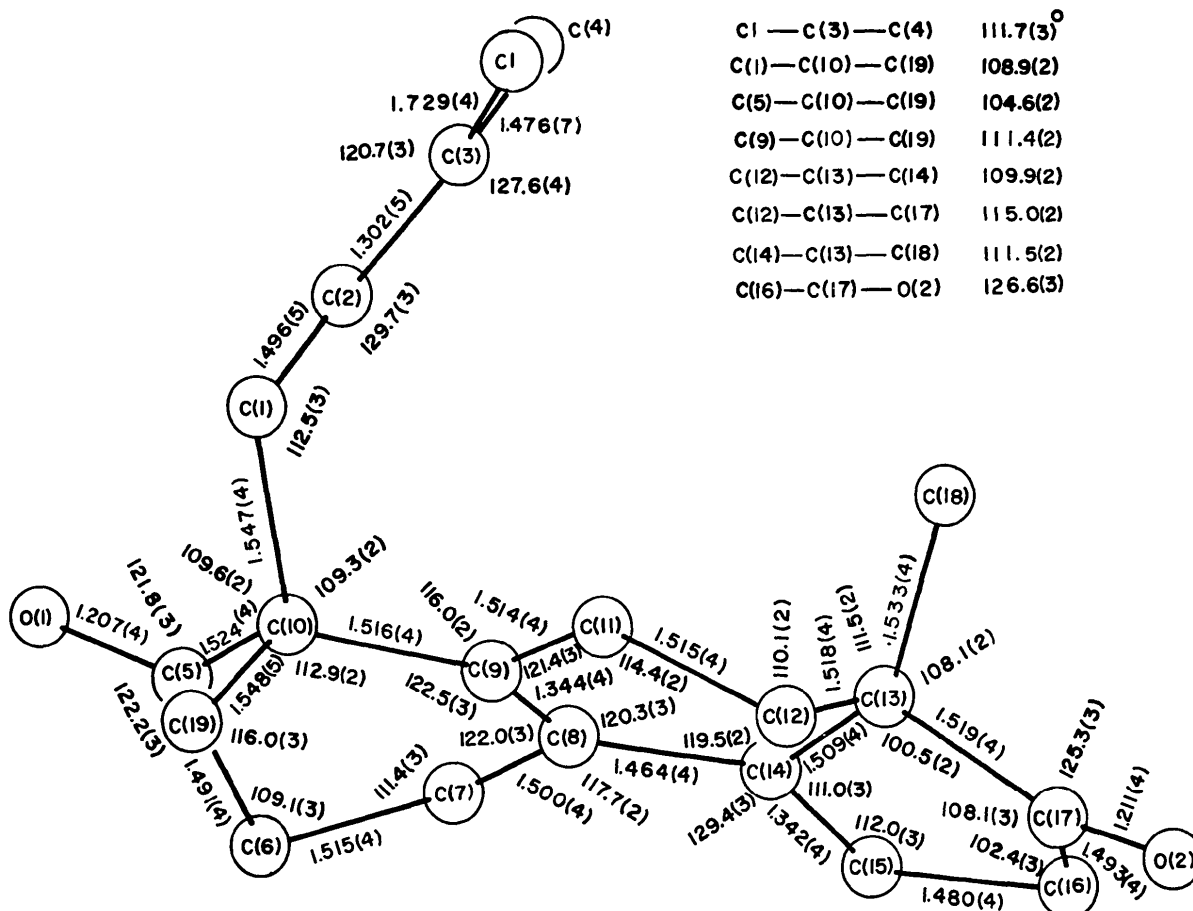 C(4)
Cl
Cl — C(3) — C(4) 111.7(3)°
C(1) — C(10) — C(19) 108.9(2)
C(5) — C(10) — C(19) 104.6(2)
C(9) — C(10) — C(19) 111.4(2)
C(12) — C(13) — C(14) 109.9(2)
C(12) — C(13) — C(17) 115.0(2)
C(14) — C(13) — C(18) 111.5(2)
C(16) — C(17) — O(2) 126.6(3)
1.729(4)
1.476(7)
120.7(3)
C(3)
127.6(4)
1.302(5)
C(2)
129.7(3)
1.496(5)
C(1)
112.5(3)
1.547(4)
C(18)
1.533(4)
O(1)
1.207(4)
121.8(3)
109.6(2)
109.3(2)
1.524(4)
C(10)
C(5)
1.548(5)
112.9(2)
1.516(4)
116.0(2)
1.514(4)
C(11)
1.515(4)
110.1(2)
1.518(4)
111.5(2)
108.1(2)
C(13)
C(9)
121.4(3)
114.4(2)
122.5(3)
1.344(4)
C(12)
C(19)
122.2(3)
116.0(3)
122.0(3)
C(8)
120.3(3)
119.5(2)
1.509(4)
100.5(2)
1.519(4)
125.3(3)
1.464(4)
C(14)
111.0(3)
1.491(4)
109.1(3)
111.4(3)
C(7)
1.500(4)
117.7(2)
129.4(3)
1.342(4)
112.0(3)
108.1(3)
C(17)
1.211(4)
C(6)
1.515(4)
C(15)
102.4(3)
1.493(4)
O(2)
1.480(4)
C(16)